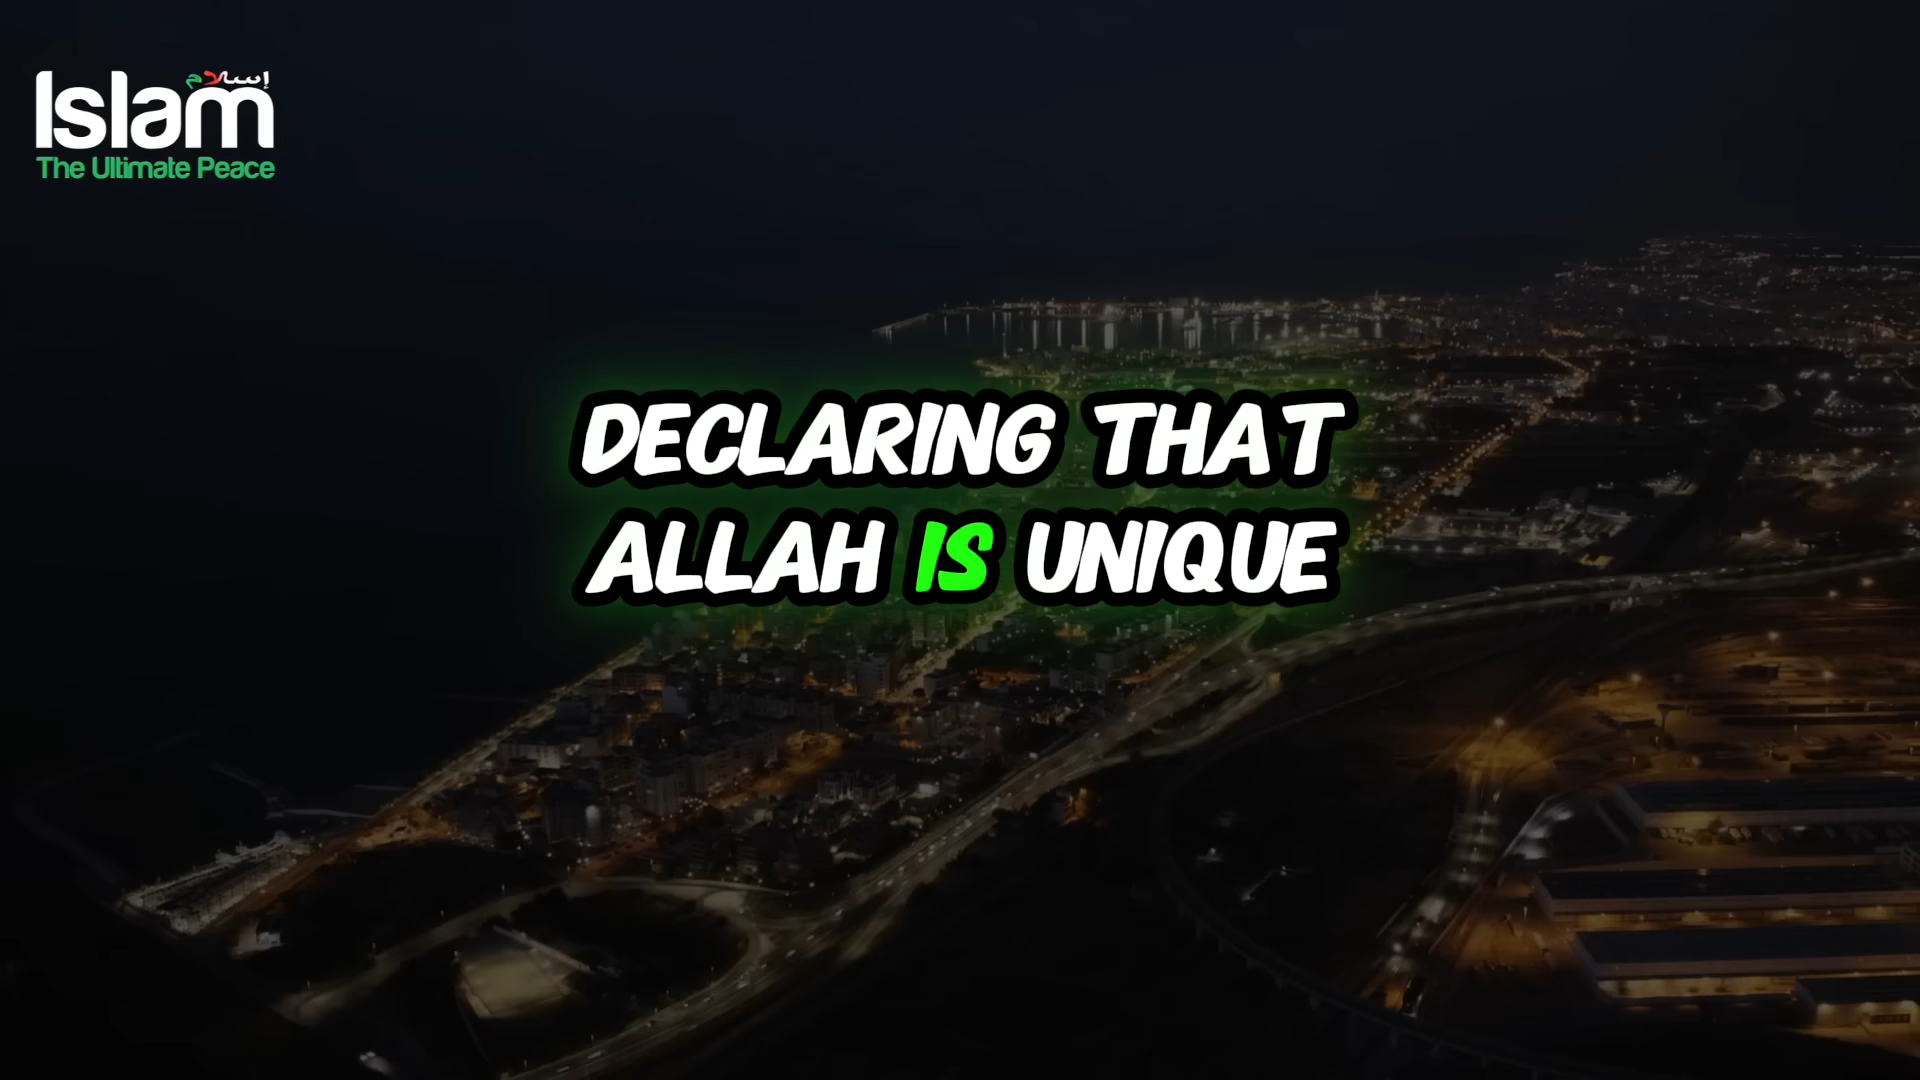 إسلام
Islam
The Ultimate Peace
DECLARING THAT
ALLAH IS UNIQUE